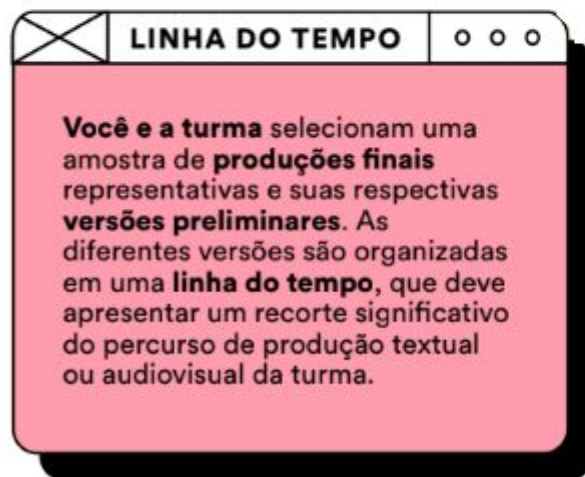 LINHA DO TEMPO
Você e a turma selecionam uma
amostra de produções finais
representativas e suas respectivas
versões preliminares. As
diferentes versões são organizadas
em uma linha do tempo, que deve
apresentar um recorte significativo
do percurso de produção textual
ou audiovisual da turma.